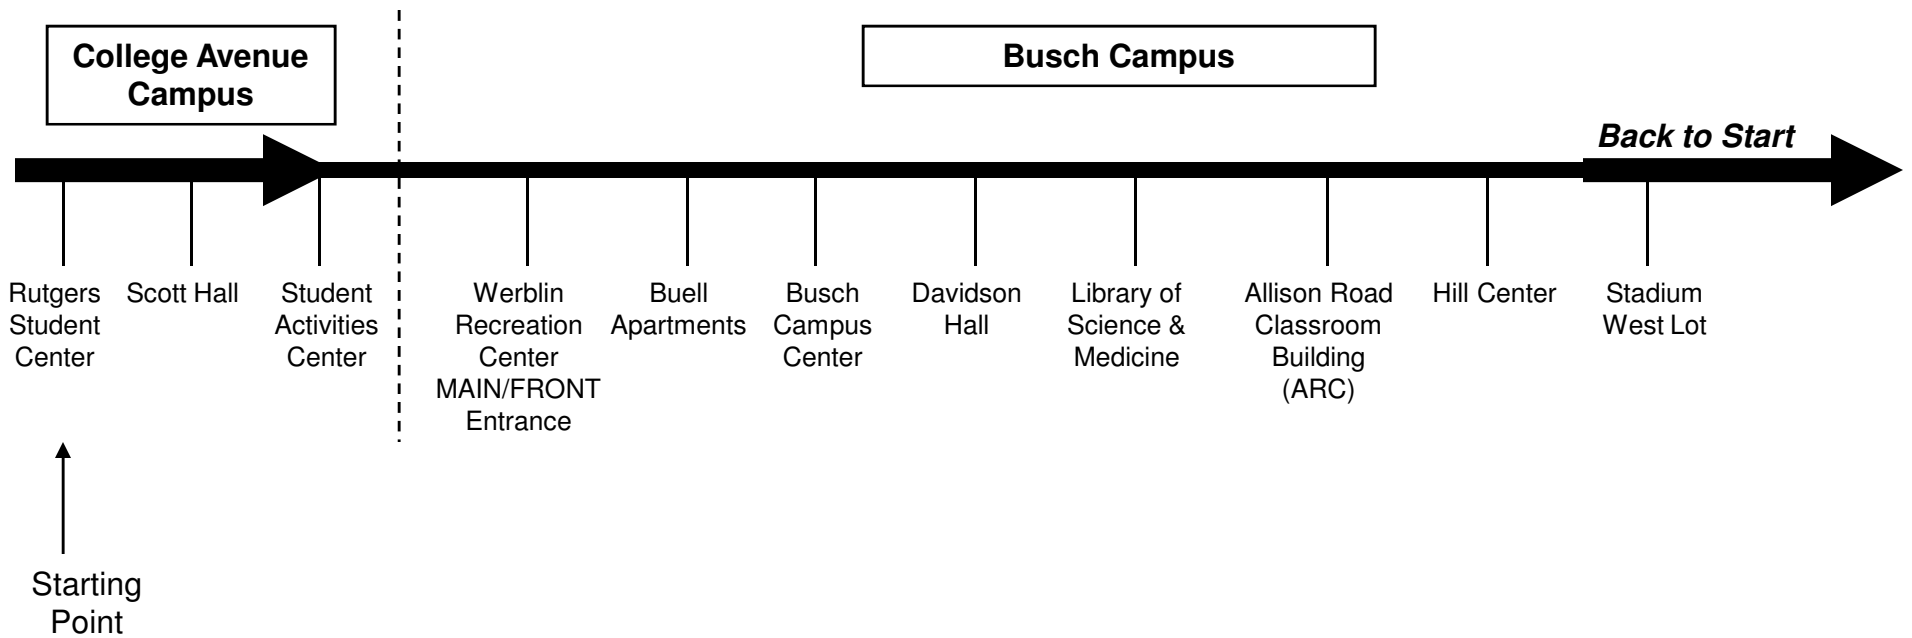 College Avenue
Campus
Busch Campus
Back to Start
Rutgers
Student
Center
Scott Hall
Student
Activities
Center
Werblin
Recreation
Center
MAIN/FRONT
Entrance
Buell
Apartments
Busch
Campus
Center
Davidson
Hall
Library of
Science &
Medicine
Allison Road
Classroom
Building
(ARC)
Hill Center
Stadium
West Lot
Starting
Point